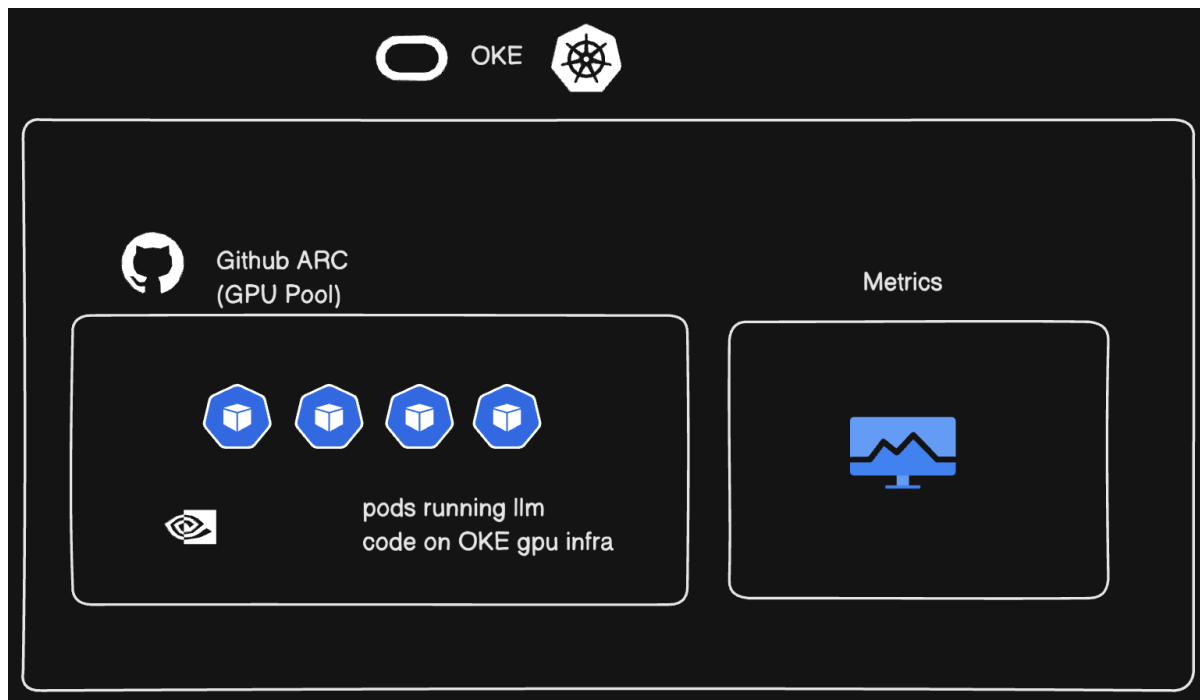 OKE
Github ARC
(GPU Pool)
Metrics
pods running llm
code on OKE gpu infra